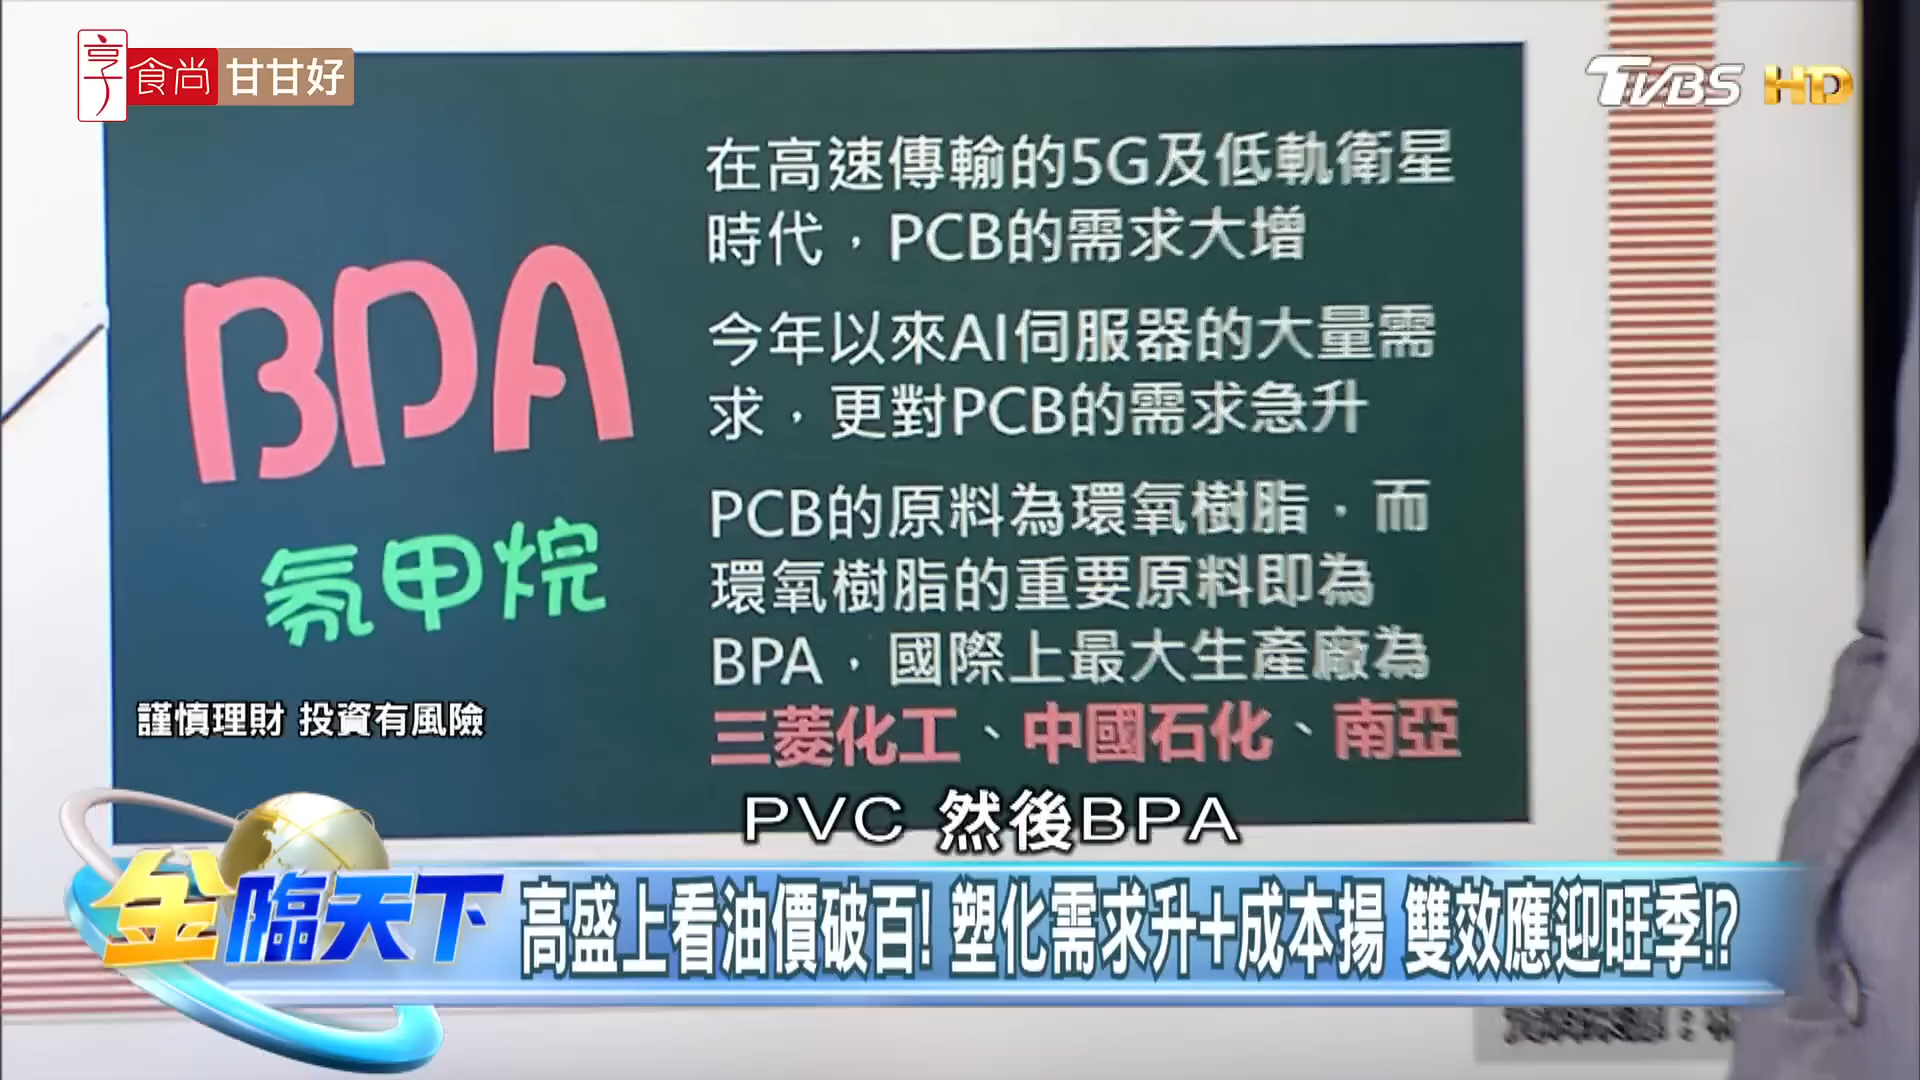 享食尚 甘甘好
TVBS HD
BPA
氖甲烷
在高速傳輸的5G及低軌衛星
時代，PCB的需求大增
今年以來AI伺服器的大量需
求，更對PCB的需求急升
PCB的原料為環氧樹脂，而
環氧樹脂的重要原料即為
BPA，國際上最大生產廠為
三菱化工、中國石化、南亞
謹慎理財 投資有風險
PVC 然後BPA
金臨天下
高盛上看油價破百! 塑化需求升+成本揚 雙效應迎旺季!?